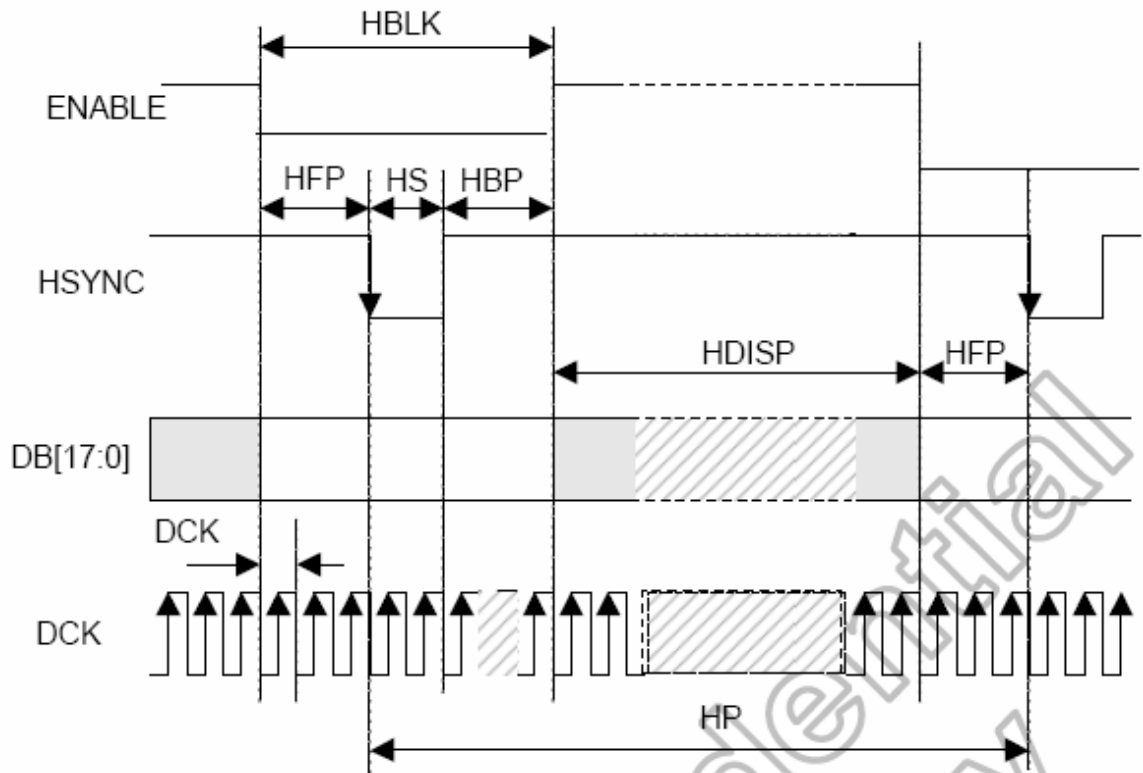 HBLK
ENABLE
HFP HS HBP
HSYNC
HDISP HFP
DB[17:0]
DCK
DCK
HP